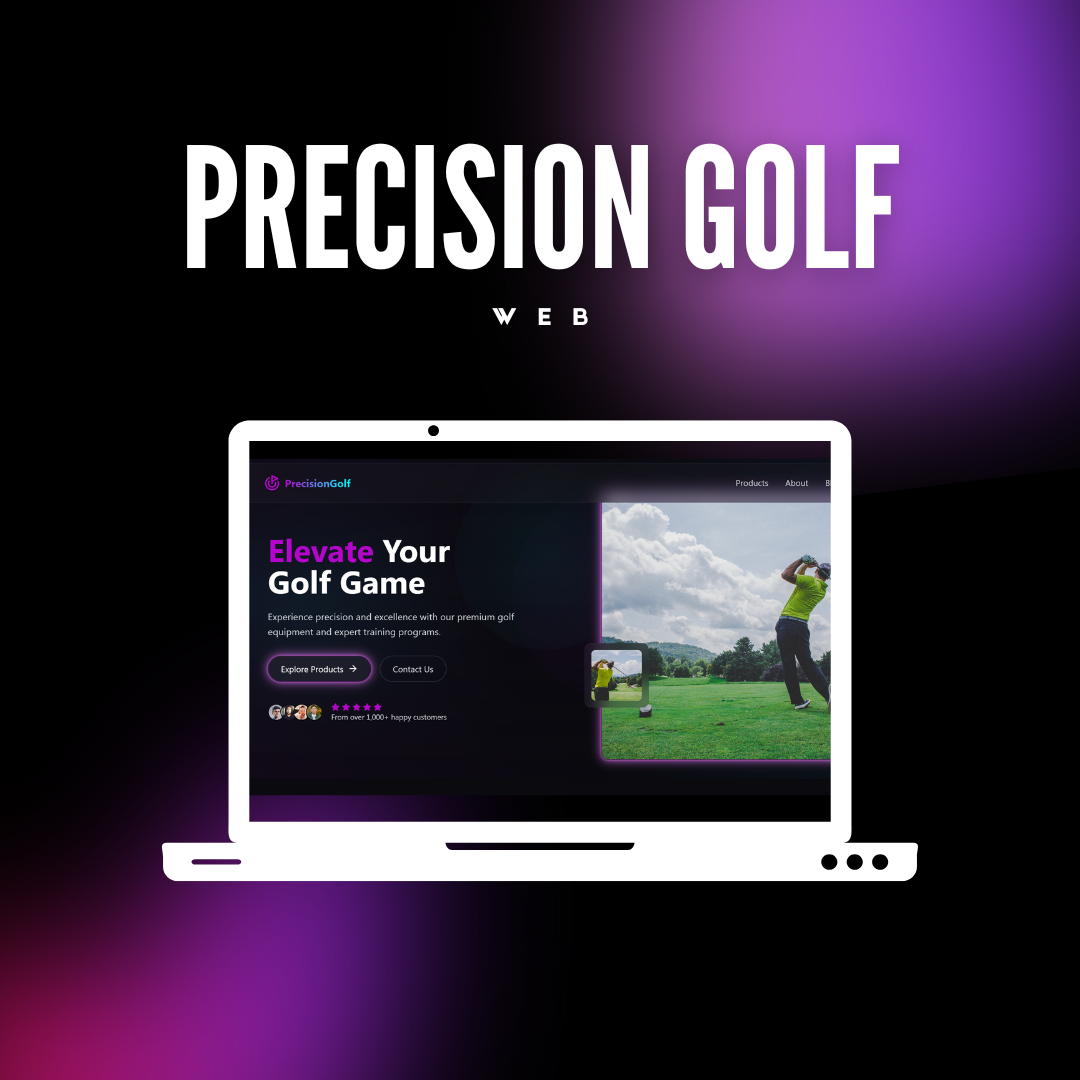 PRECISION GOLF
WEB
PrecisionGolf
Products About
Elevate Your
Golf Game
Experience precision and excellence with our premium golf
equipment and expert training programs.
Explore Products → Contact Us
From over 1,000+ happy customers